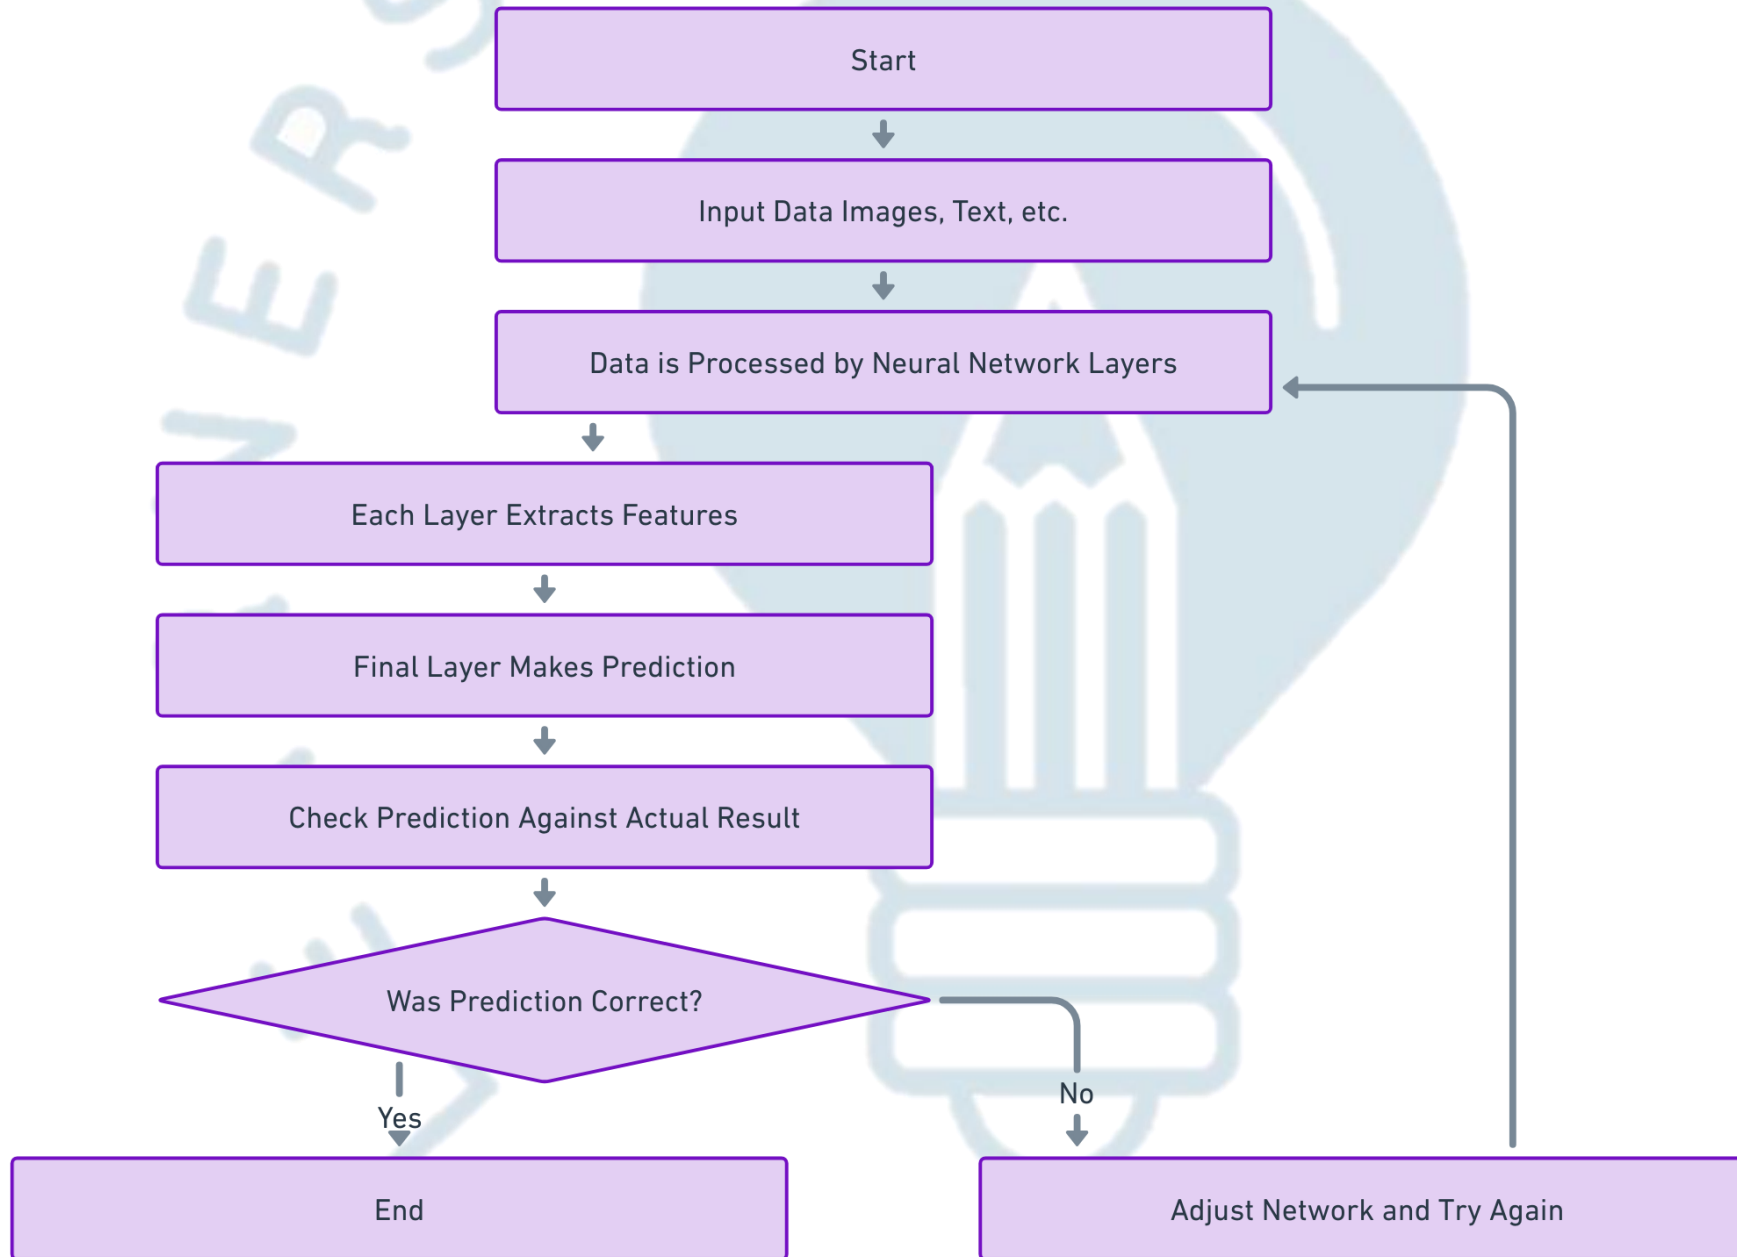 Start
Input Data Images, Text, etc.
Data is Processed by Neural Network Layers
Each Layer Extracts Features
Final Layer Makes Prediction
Check Prediction Against Actual Result
Was Prediction Correct?
No
Yes
End
Adjust Network and Try Again